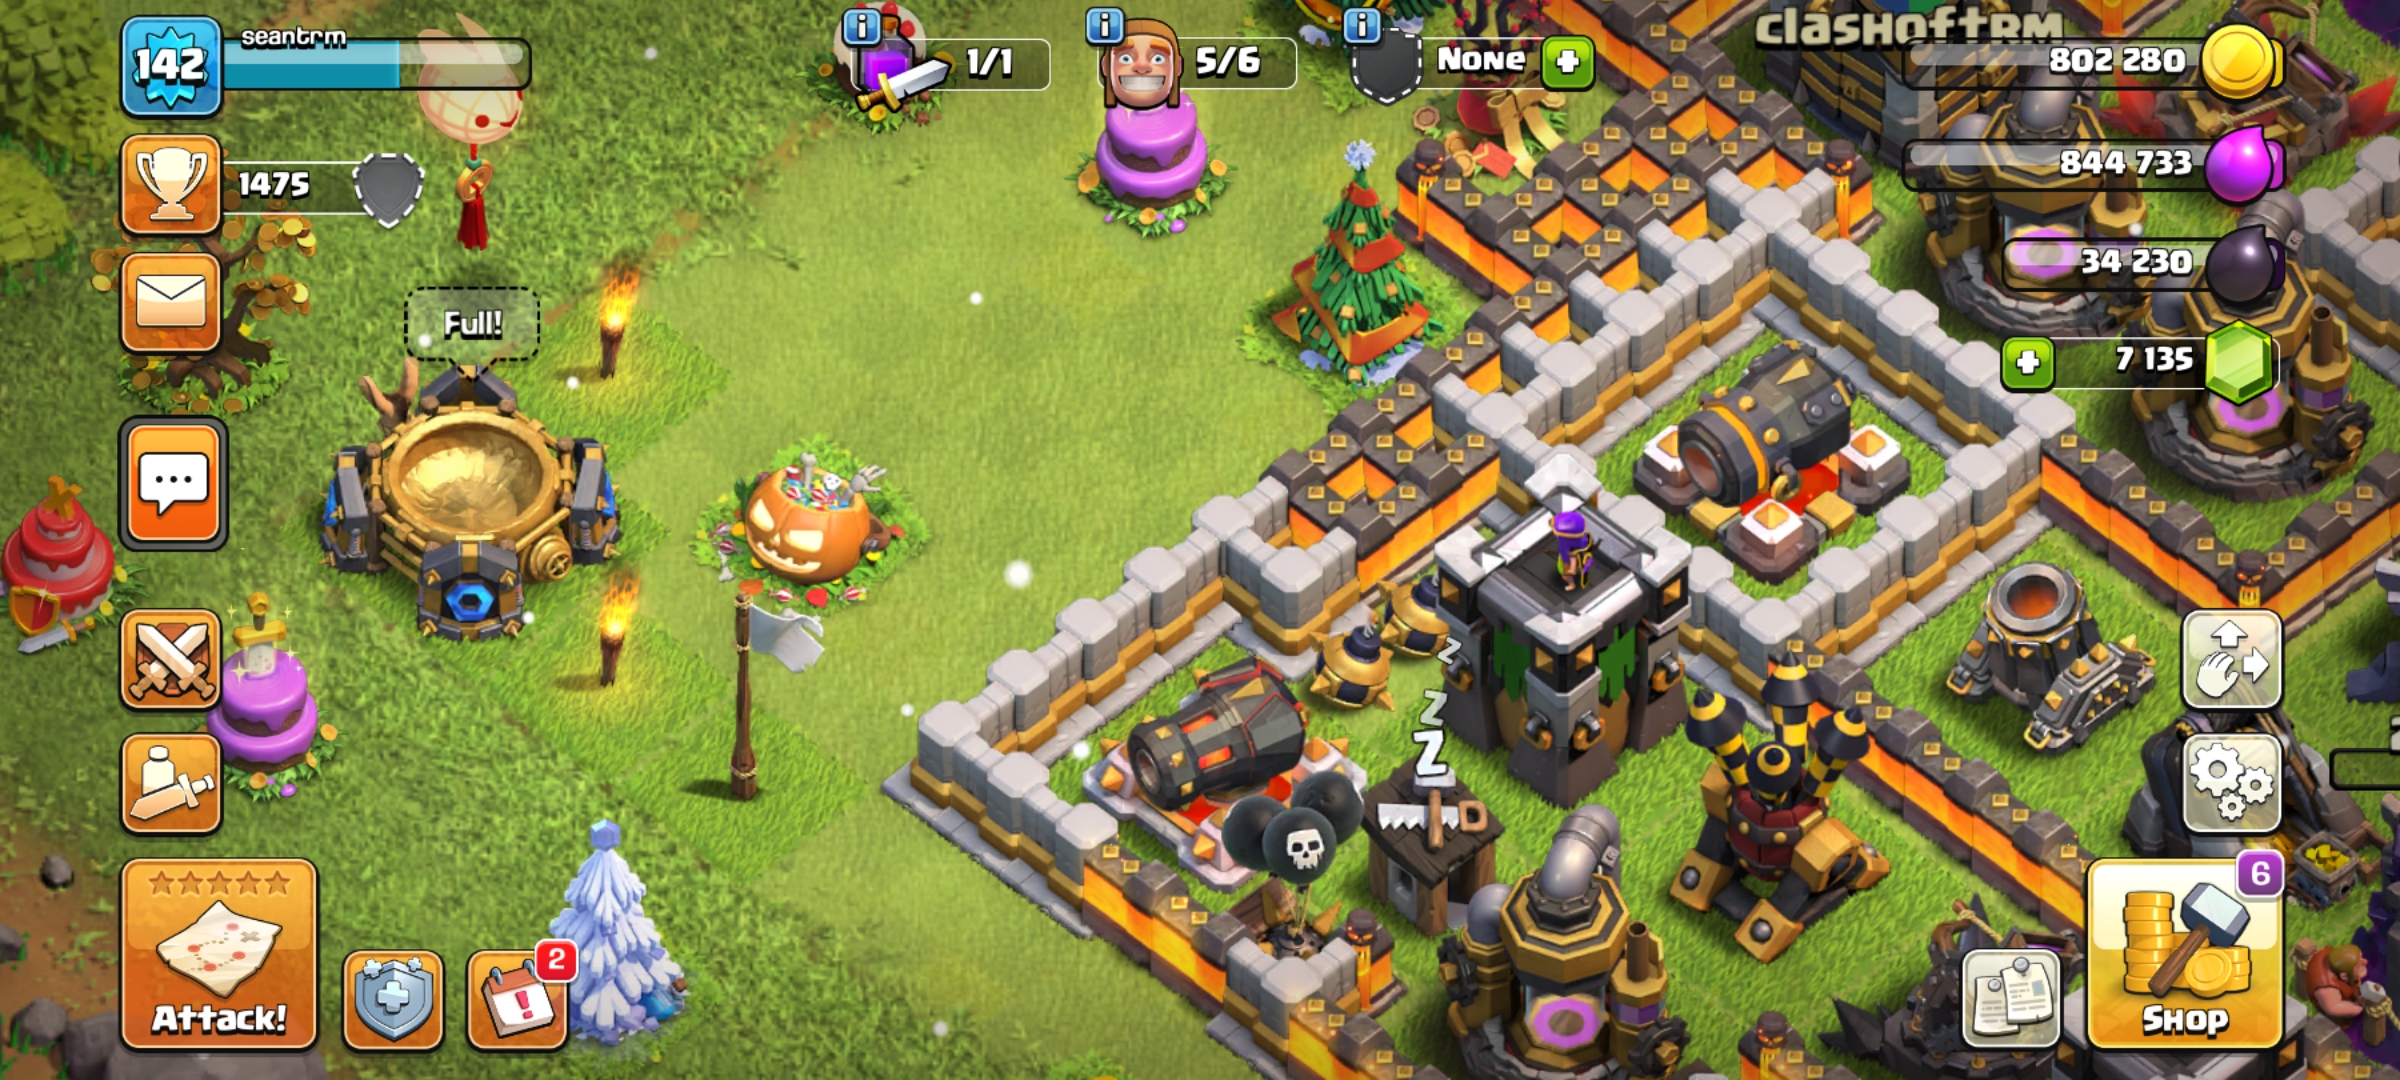 142
seantrm
1/1
5/6
None
clashofTRM
802 280
1475
844 733
34 230
Full!
7 135
Z
Z
Z
6
2
Attack!
Shop